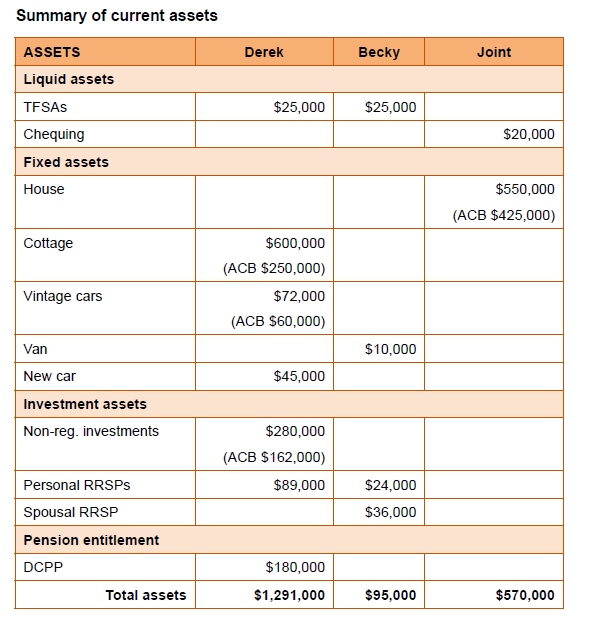 Summary of current assets
ASSETS Derek Becky Joint
Liquid assets
TFSAs $25,000 $25,000
Chequing $20,000
Fixed assets
House $550,000
(ACB $425,000)
Cottage $600,000
(ACB $250,000)
Vintage cars $72,000
(ACB $60,000)
Van $10,000
New car $45,000
Investment assets
Non-reg. investments $280,000
(ACB $162,000)
Personal RRSPs $89,000 $24,000
Spousal RRSP $36,000
Pension entitlement
DCPP $180,000
Total assets $1,291,000 $95,000 $570,000